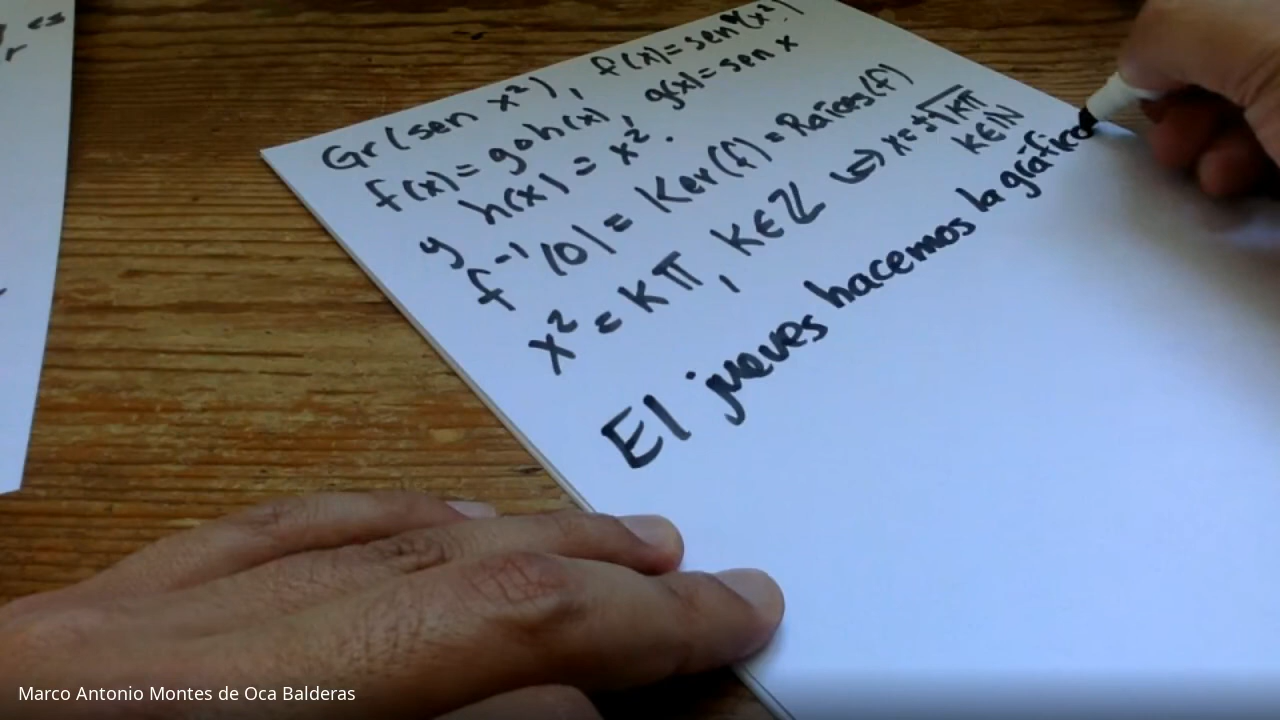 es
r
Gr(sen x²), f(x)=sen(x²)
f(x)= g∘h(x), g(x)= sen x
y h(x) = x².
f⁻¹(0)= Ker(f)=Raíces(f)
x² = kπ, k∈ℤ ⟺ x=±√kπ
k∈ℕ
El jueves hacemos la gráfica
Marco Antonio Montes de Oca Balderas